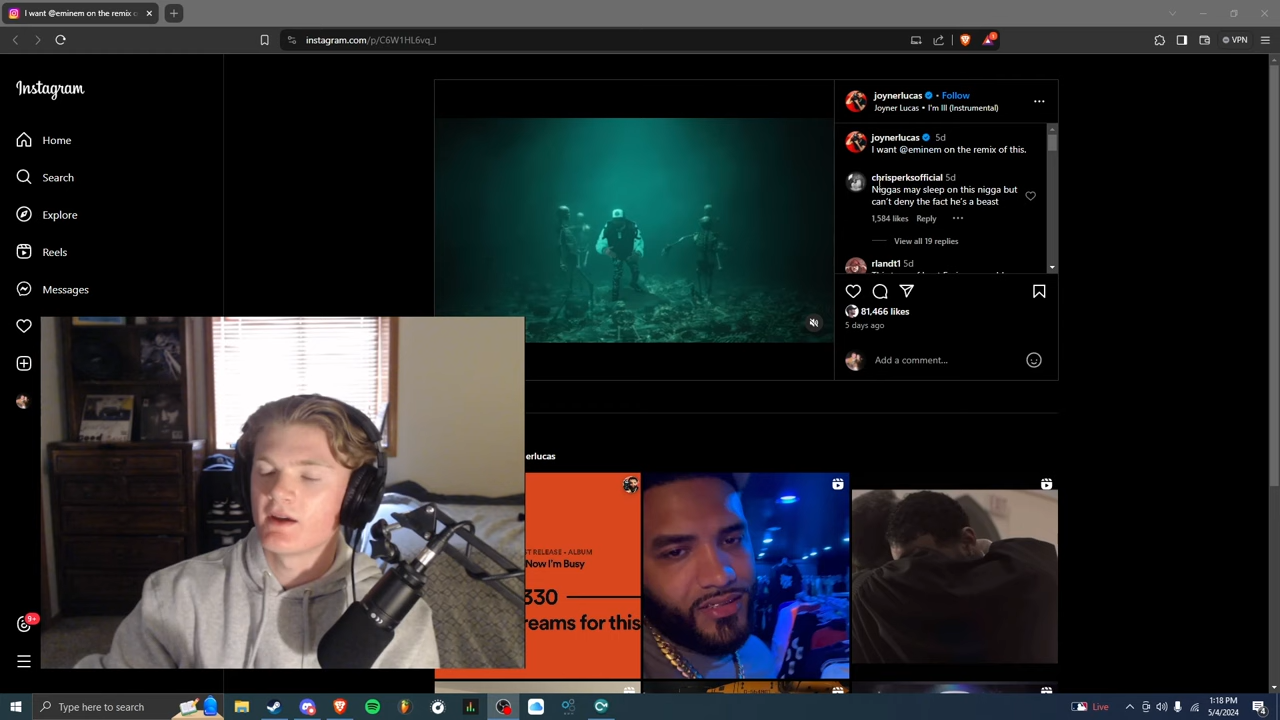 I want @eminem on the remix o
instagram.com/p/C6W1HL6vq_I
VPN
Instagram
Home
Search
Explore
Reels
Messages
9+
joynerlucas • Follow
Joyner Lucas • I'm Ill (Instrumental)
joynerlucas 5d
I want @eminem on the remix of this.
chrisperksofficial 5d
Niggas may sleep on this nigga but
can't deny the fact he's a beast
1,584 likes Reply
View all 19 replies
rlandt1 5d
81,466 likes
5 days ago
Add a comment...
erlucas
ST RELEASE - ALBUM
Now I'm Busy
330
reams for this
Type here to search
Live
1:18 PM
5/4/2024